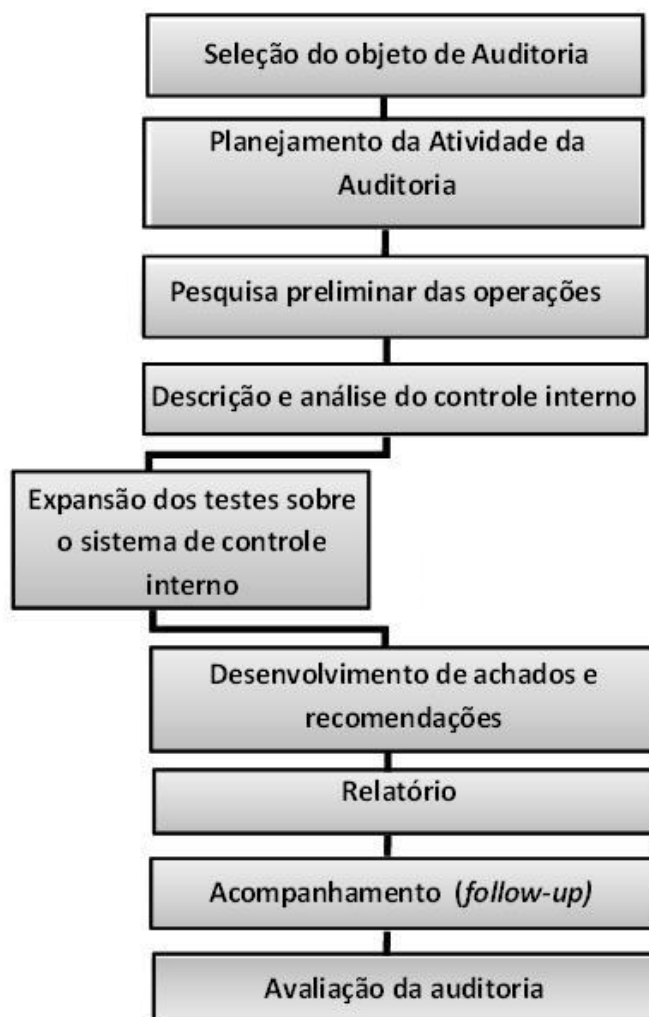 Seleção do objeto de Auditoria
Planejamento da Atividade da
Auditoria
Pesquisa preliminar das operações
Descrição e análise do controle interno
Expansão dos testes sobre
o sistema de controle
interno
Desenvolvimento de achados e
recomendações
Relatório
Acompanhamento (follow-up)
Avaliação da auditoria